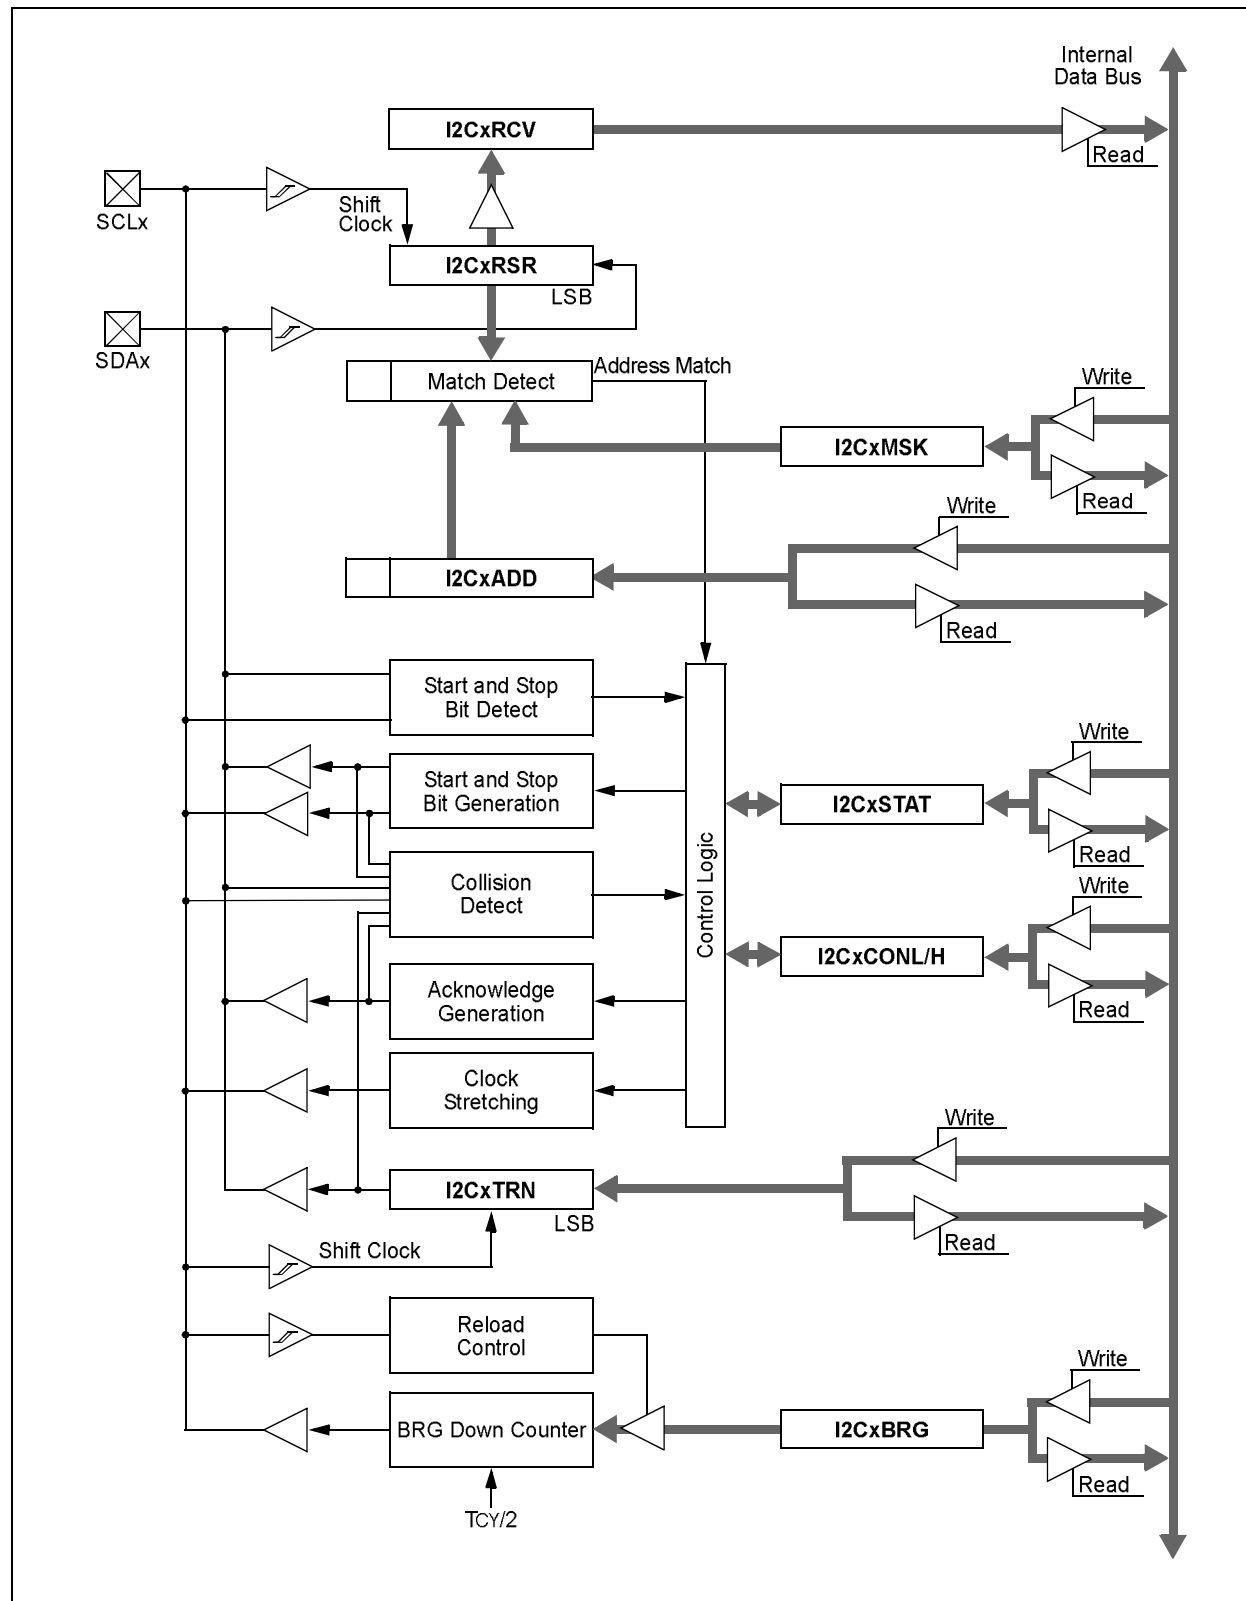 Internal
Data Bus
I2CxRCV
Read
SCLx
Shift
Clock
I2CxRSR
LSB
SDAx
Address Match
Match Detect
Write
I2CxMSK
Read
Write
I2CxADD
Read
Start and Stop
Bit Detect
Write
Start and Stop
Bit Generation
I2CxSTAT
Read
Collision
Detect
Control Logic
Write
I2CxCONL/H
Acknowledge
Generation
Read
Clock
Stretching
Write
I2CxTRN
LSB
Read
Shift Clock
Reload
Control
Write
BRG Down Counter
I2CxBRG
Read
TCY/2